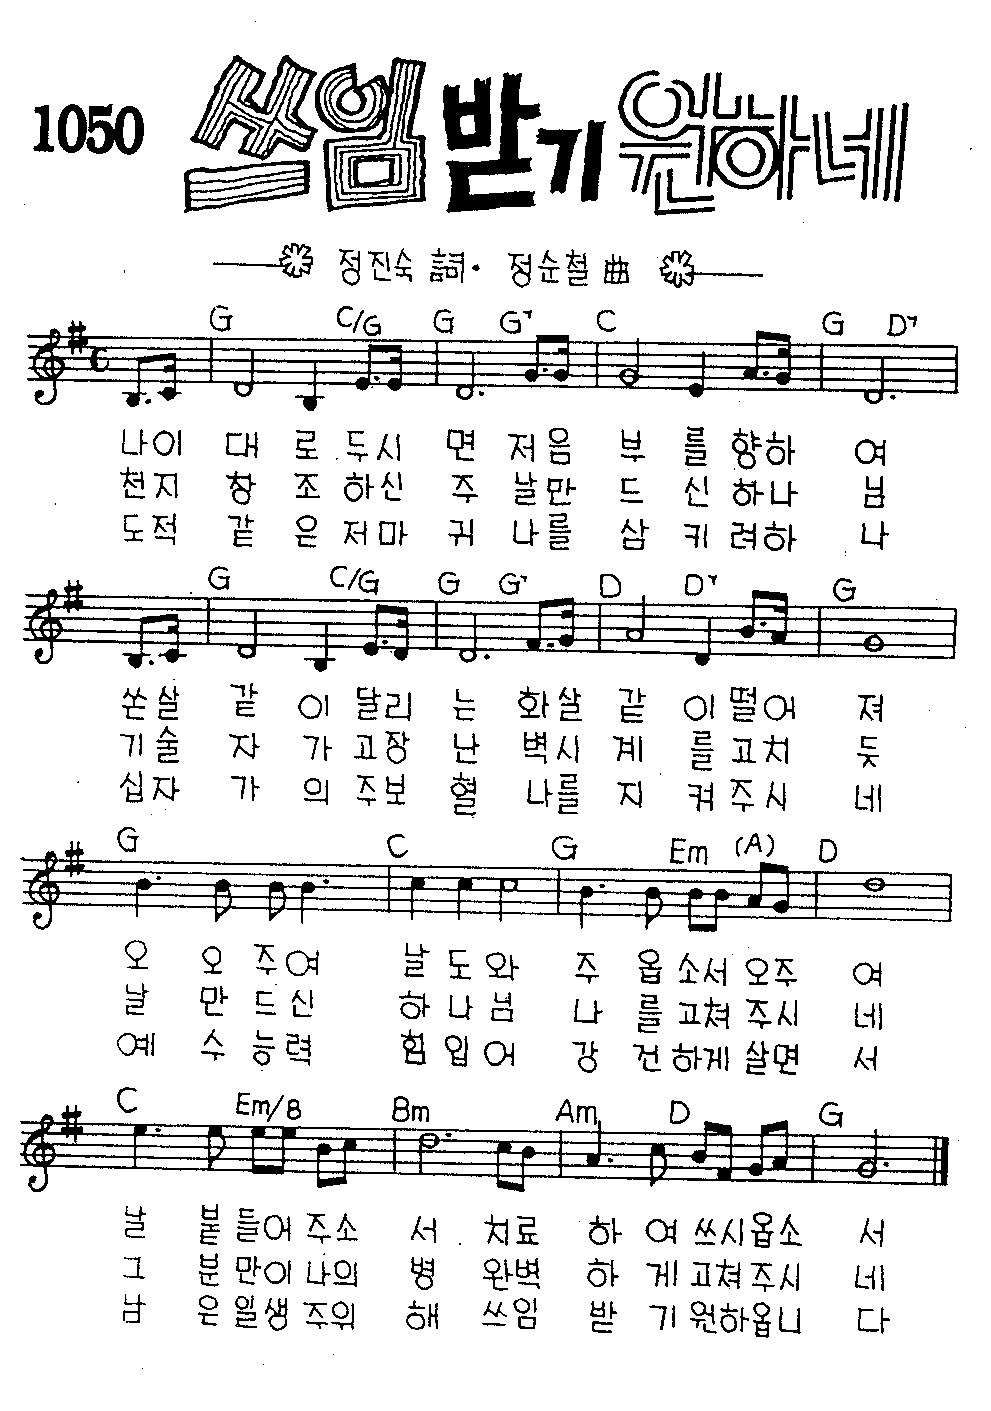 1050 쓰임 받기 원하네
정진숙 詞· 정순철 曲
G C/G G G7 C G D7
나이 대 로 두시 면 저음 부 를 향하 여
천지 창 조 하신 주 날만 드 신 하나 님
도적 같 은 저마 귀 나를 삼 키 려하 나
G C/G G G7 D D7 G
쏜살 같 이 달리 는 화살 같 이 떨어 져
기술 자 가 고장 난 벽시 계 를 고치 듯
십자 가 의 주보 혈 나를 지 켜 주시 네
G C G Em (A) D
오 오 주여 날 도 와 주 옵 소서 오주 여
날 만 드신 하 나 님 나 를 고쳐 주시 네
예 수 능력 힘 입 어 강 건 하게 살면 서
C Em/B Bm Am D G
날 붙 들어 주소 서 치료 하 여 쓰시옵소 서
그 분 만이 나의 병 완벽 하 게 고쳐주시 네
남 은 일생 주위 해 쓰임 받 기 원하옵니 다